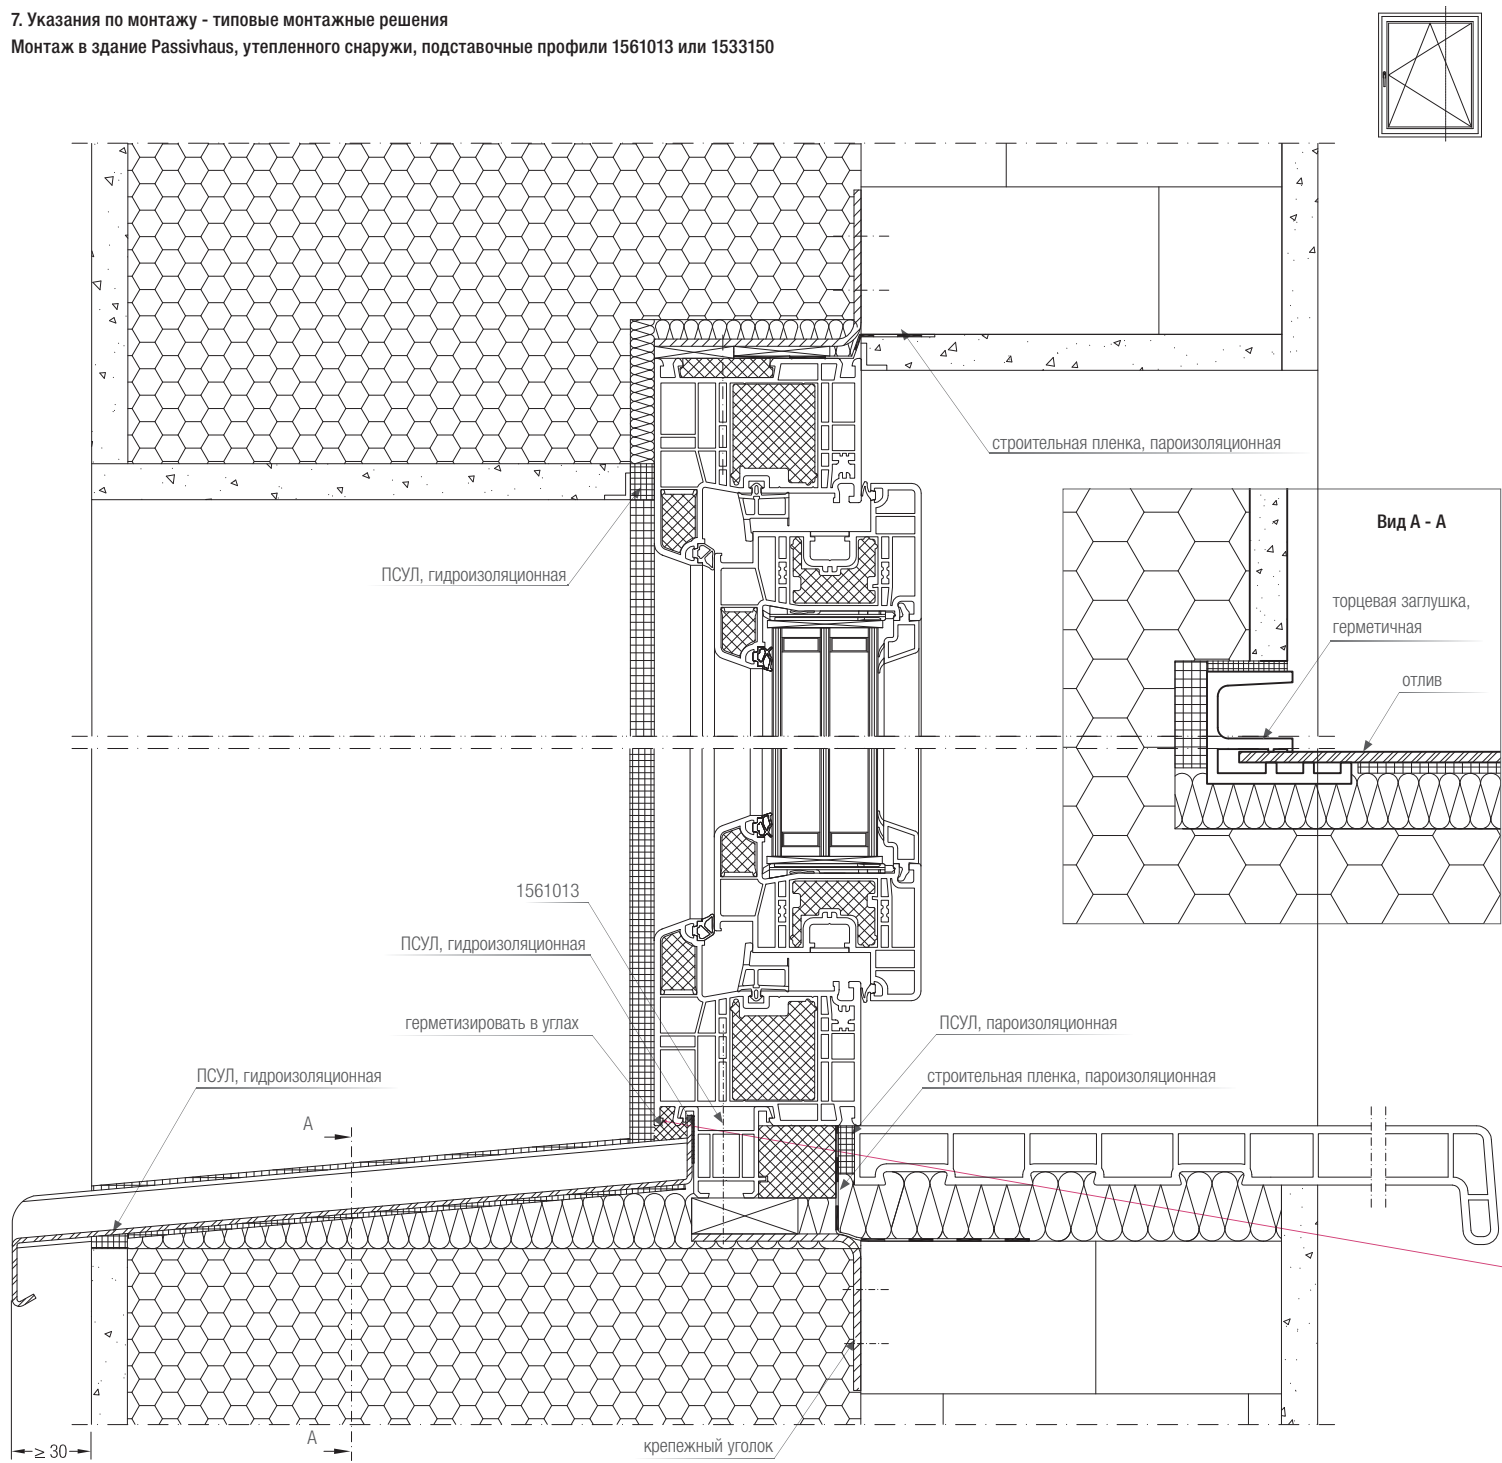 7. Указания по монтажу - типовые монтажные решения
Монтаж в здание Passivhaus, утепленного снаружи, подставочные профили 1561013 или 1533150
строительная пленка, пароизоляционная
Вид А - А
ПСУЛ, гидроизоляционная
торцевая заглушка,
герметичная
отлив
1561013
ПСУЛ, гидроизоляционная
герметизировать в углах
ПСУЛ, пароизоляционная
ПСУЛ, гидроизоляционная
строительная пленка, пароизоляционная
А
А
крепежный уголок
≥ 30